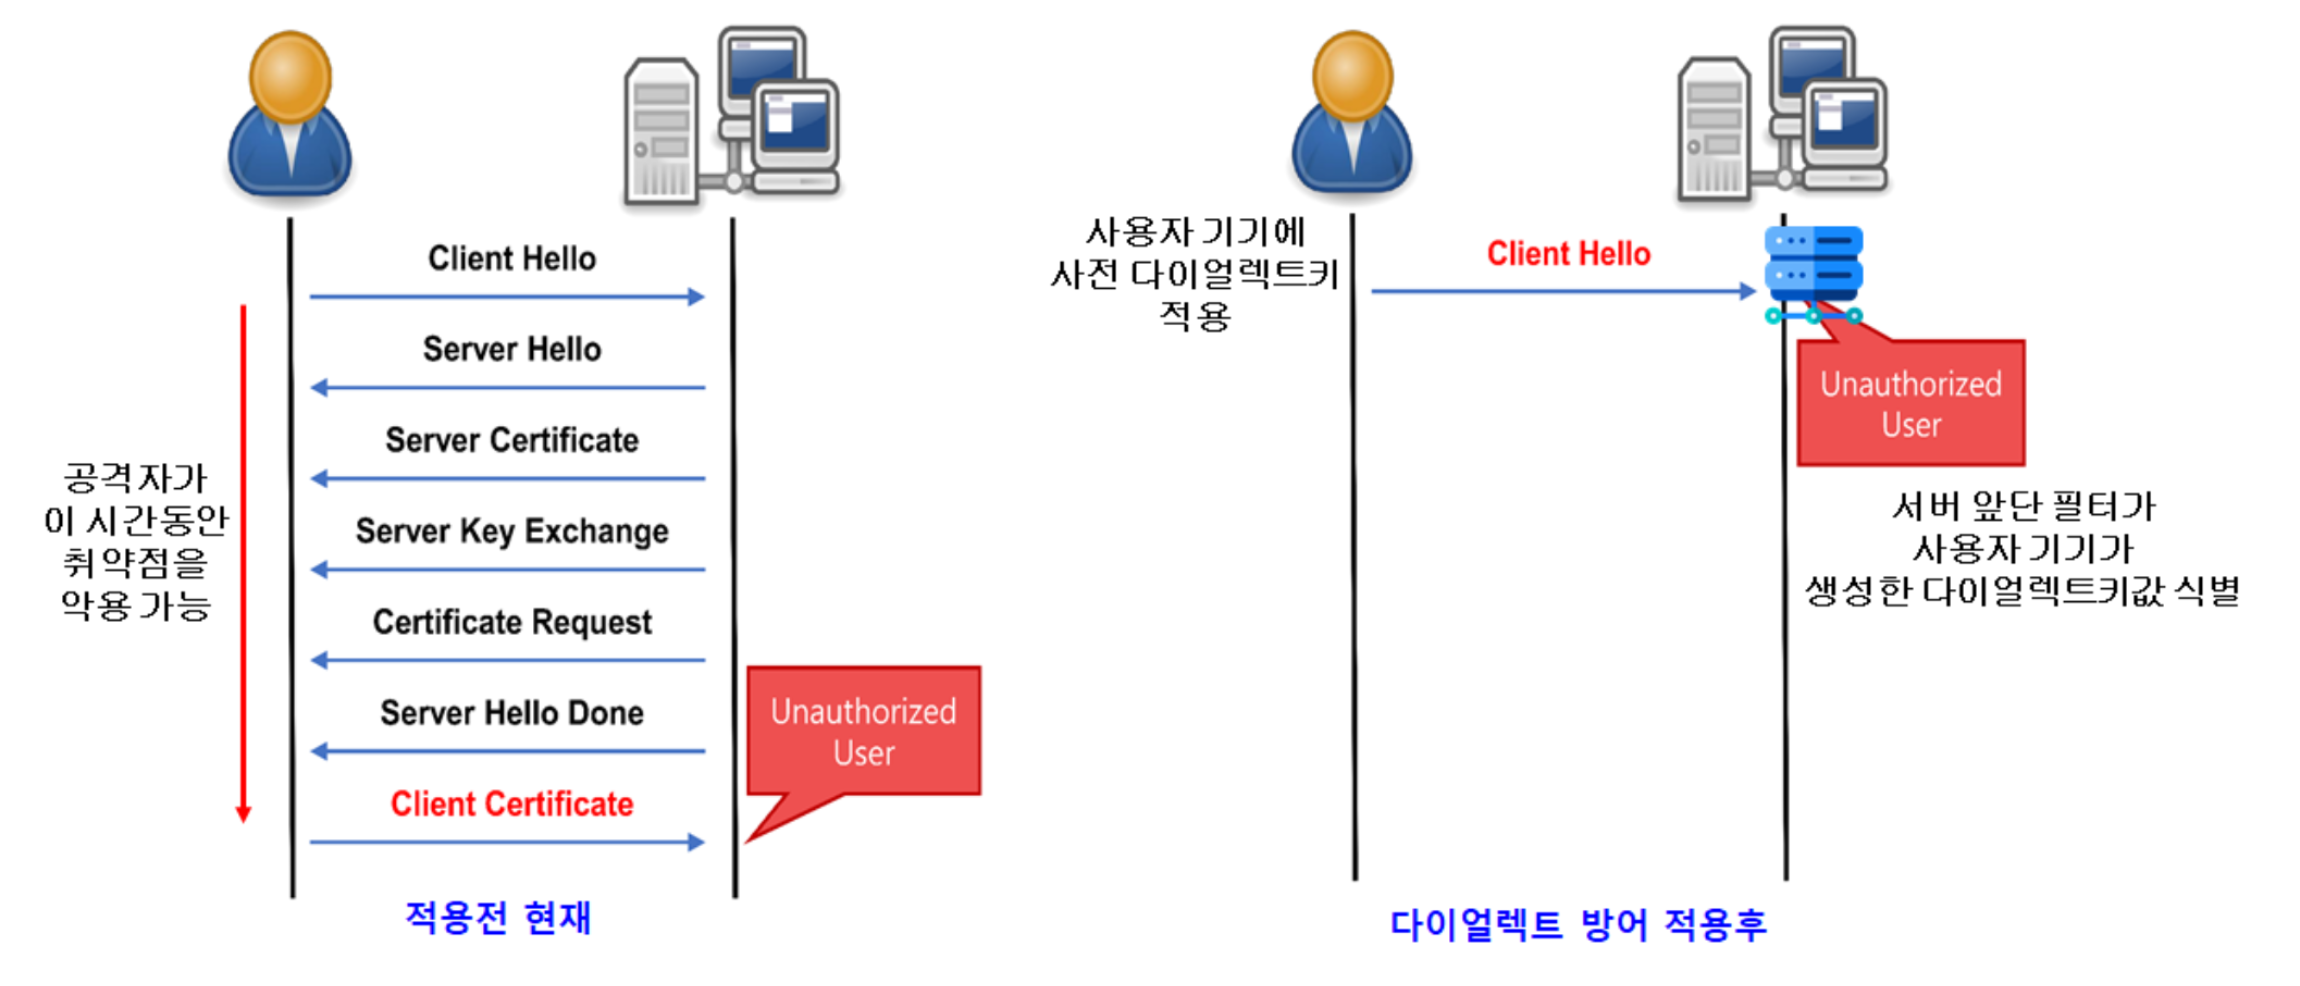 Client Hello
Server Hello
Server Certificate
Server Key Exchange
Certificate Request
Server Hello Done
Client Certificate
공격자가
이 시간동안
취약점을
악용가능
Unauthorized
User
적용전 현재
사용자기기에
사전 다이얼렉트키
적용
Client Hello
Unauthorized
User
서버 앞단 필터가
사용자기기가
생성한 다이얼렉트키값 식별
다이얼렉트 방어 적용후